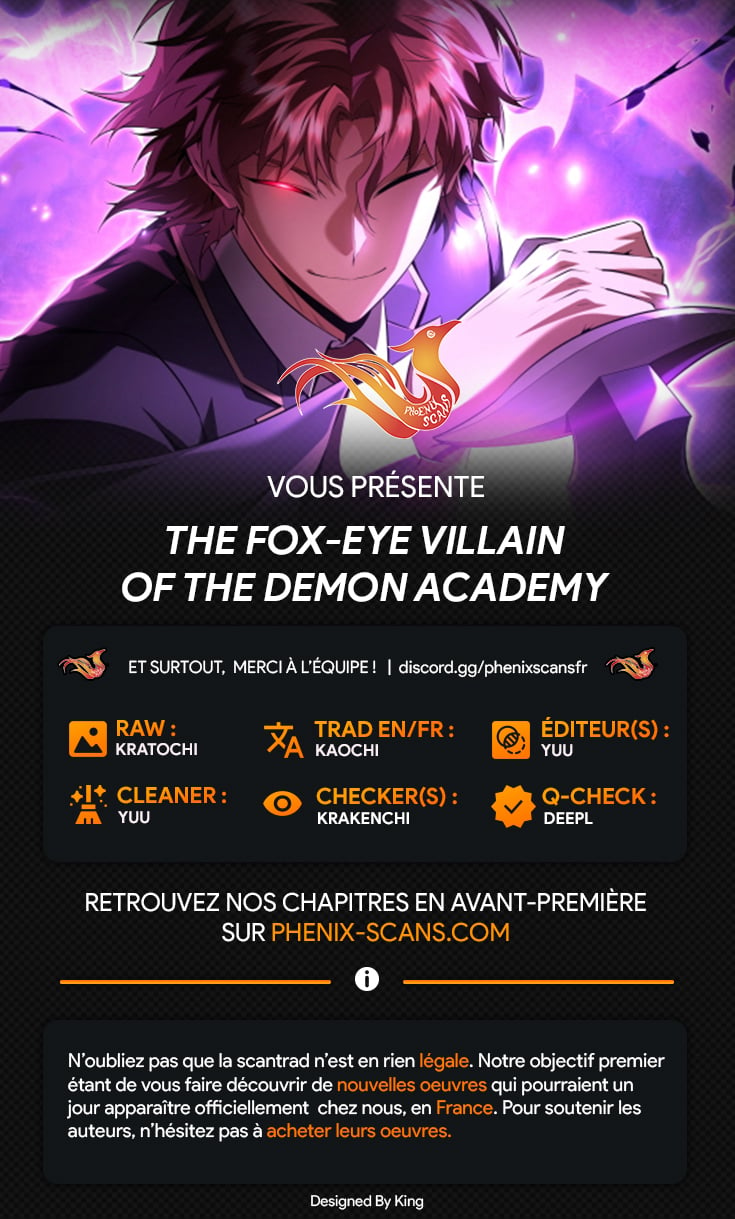 PHOENIX
SCANS
VOUS PRÉSENTE
THE FOX-EYE VILLAIN
OF THE DEMON ACADEMY
ET SURTOUT, MERCI À L'ÉQUIPE ! | discord.gg/phenixscansfr
RAW : TRAD EN/FR : ÉDITEUR(S) :
KRATOCHI KAOCHI YUU
CLEANER : CHECKER(S) : Q-CHECK :
YUU KRAKENCHI DEEPL
RETROUVEZ NOS CHAPITRES EN AVANT-PREMIÈRE
SUR PHENIX-SCANS.COM
N'oubliez pas que la scantrad n'est en rien légale. Notre objectif premier
étant de vous faire découvrir de nouvelles oeuvres qui pourraient un
jour apparaître officiellement chez nous, en France. Pour soutenir les
auteurs, n'hésitez pas à acheter leurs oeuvres.
Designed By King